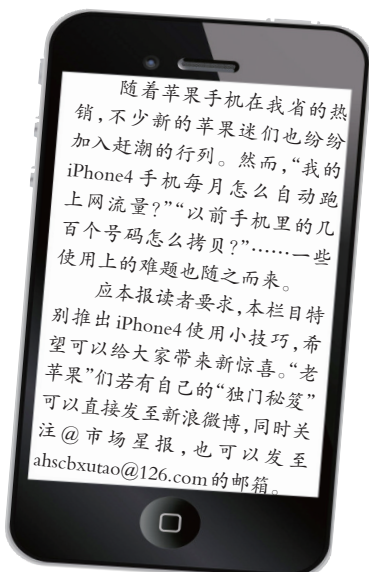 随着苹果手机在我省的热
销，不少新的苹果迷们也纷纷
加入赶潮的行列。然而，“我的
iPhone4手机每月怎么自动跑
上网流量？”“以前手机里的几
百个号码怎么拷贝？”……一些
使用上的难题也随之而来。
应本报读者要求，本栏目特
别推出iPhone4使用小技巧，希
望可以给大家带来新惊喜。“老
苹果”们若有自己的“独门秘笈”
可以直接发至新浪微博，同时关
注@市场星报，也可以发至
ahscbxutao@126.com的邮箱。